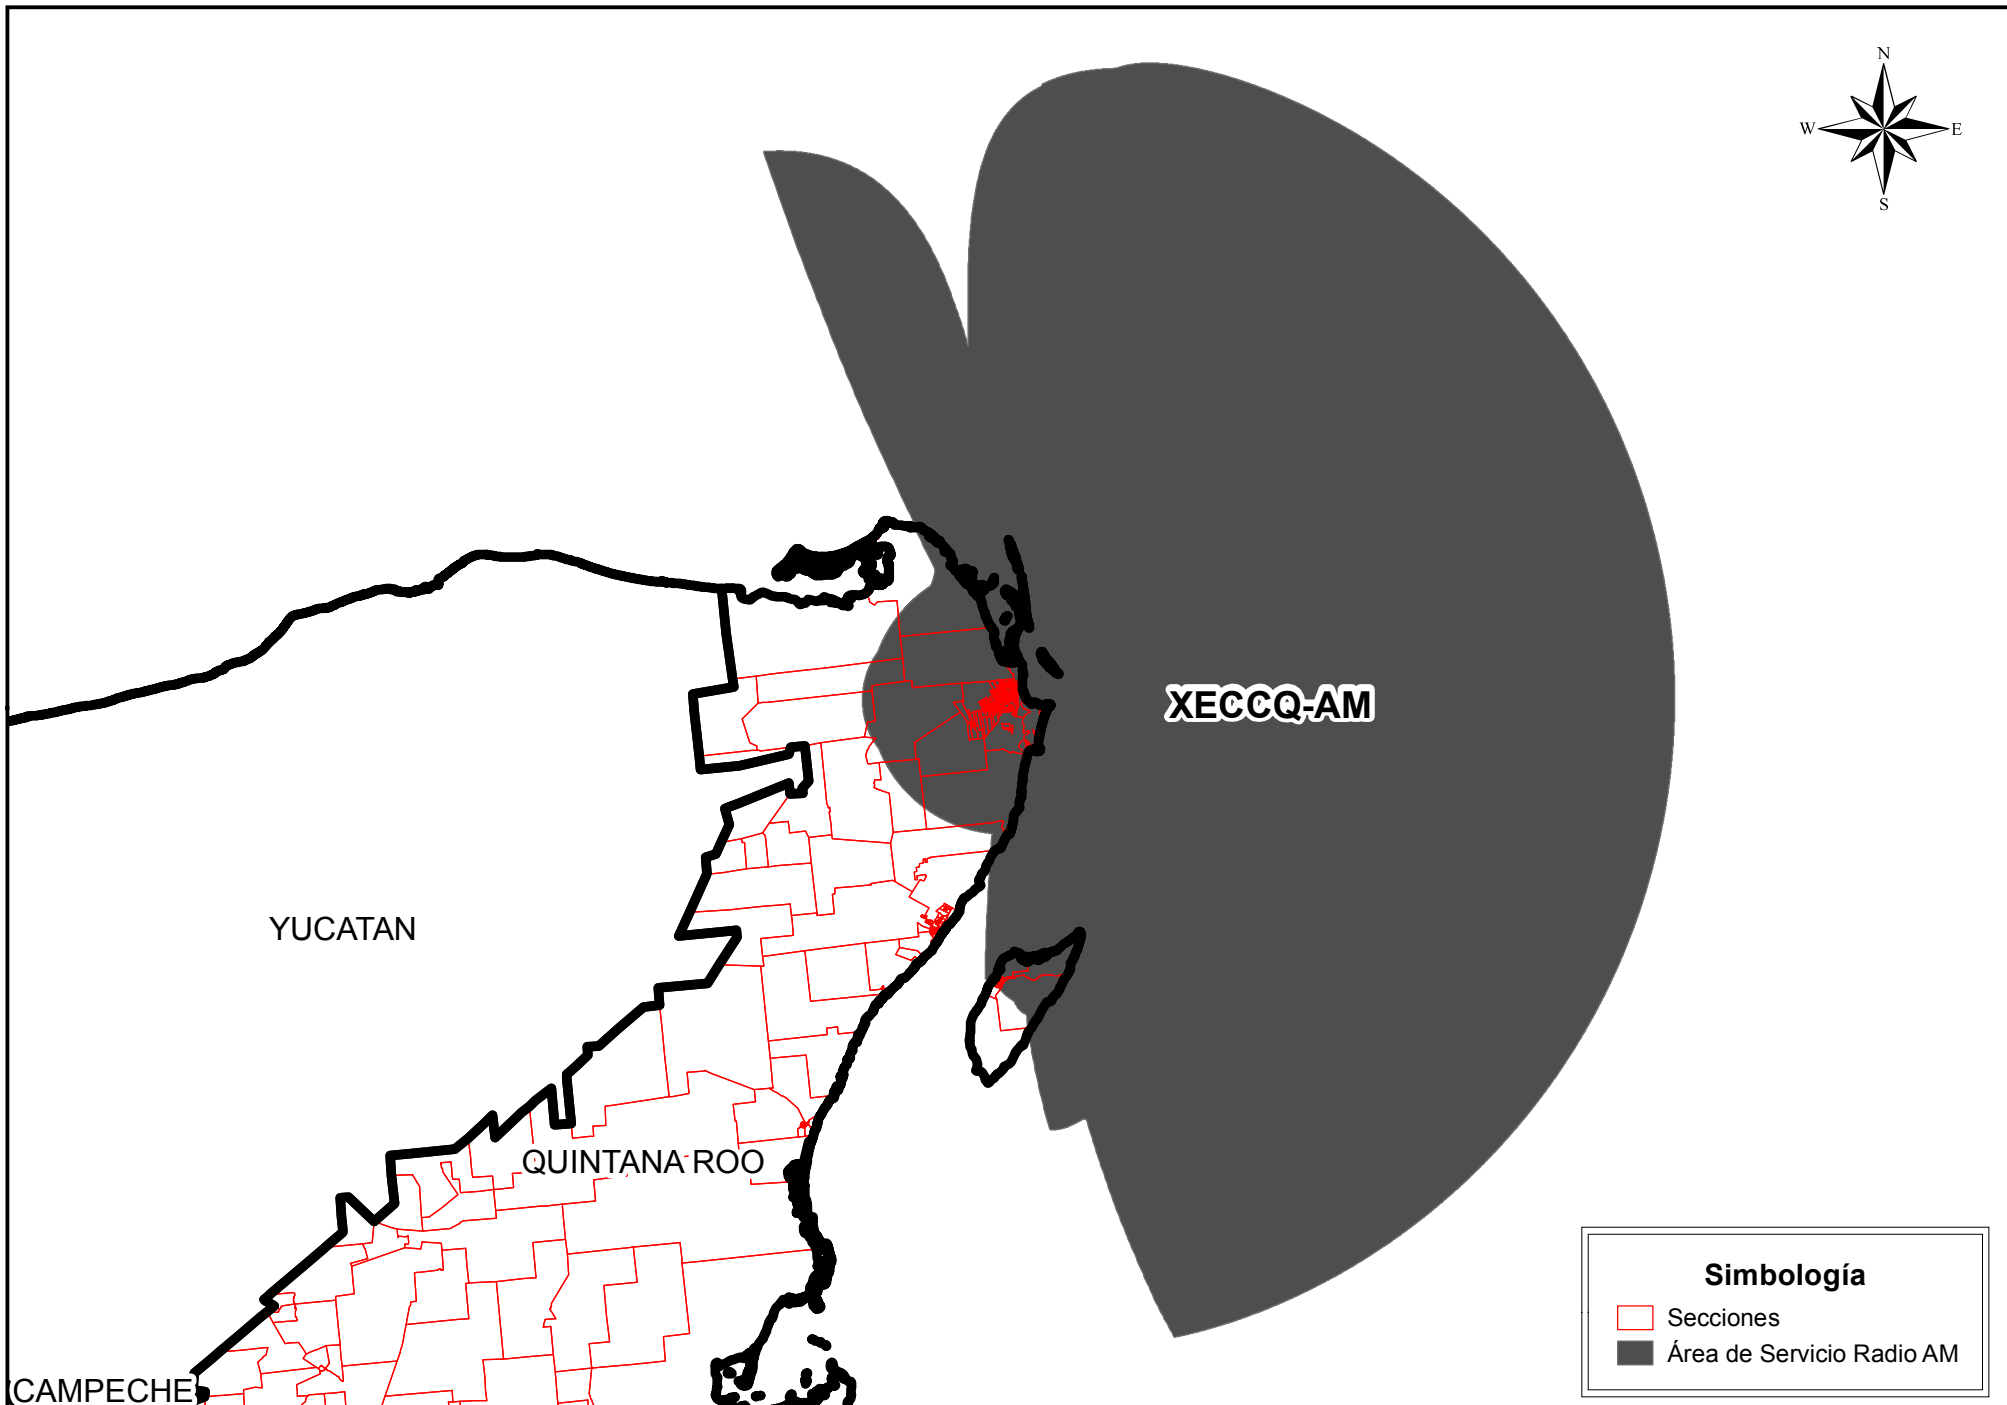 N
W E
S
XECCQ-AM
YUCATAN
QUINTANA ROO
CAMPECHE
Simbología
Secciones
Área de Servicio Radio AM